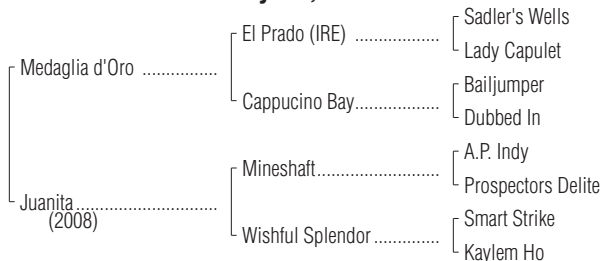 Sadler's Wells
El Prado (IRE) ..................
Lady Capulet
Medaglia d'Oro ................
Bailjumper
Cappucino Bay..................
Dubbed In
A.P. Indy
Mineshaft..........................
Prospectors Delite
Juanita..............................
(2008)
Smart Strike
Wishful Splendor ..............
Kaylem Ho